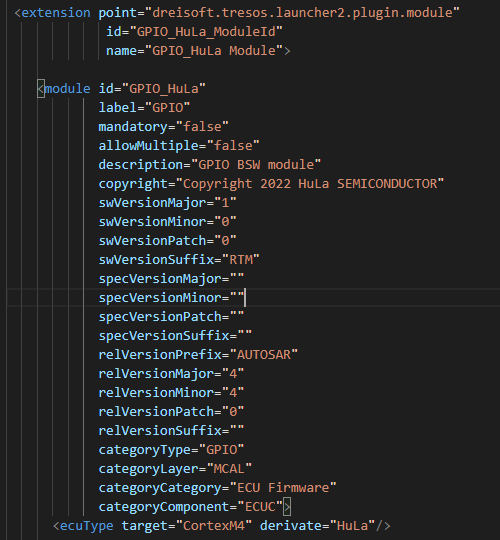 <extension point="dreisoft.tresos.launcher2.plugin.module"
id="GPIO_HuLa_ModuleId"
name="GPIO_HuLa Module">
<module id="GPIO_HuLa"
label="GPIO"
mandatory="false"
allowMultiple="false"
description="GPIO BSW module"
copyright="Copyright 2022 HuLa SEMICONDUCTOR"
swVersionMajor="1"
swVersionMinor="0"
swVersionPatch="0"
swVersionSuffix="RTM"
specVersionMajor=""
specVersionMinor=""
specVersionPatch=""
specVersionSuffix=""
relVersionPrefix="AUTOSAR"
relVersionMajor="4"
relVersionMinor="4"
relVersionPatch="0"
relVersionSuffix=""
categoryType="GPIO"
categoryLayer="MCAL"
categoryCategory="ECU Firmware"
categoryComponent="ECUC">
<ecuType target="CortexM4" derivate="HuLa"/>